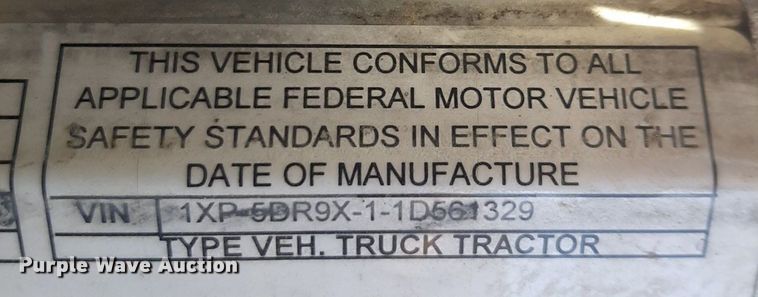 THIS VEHICLE CONFORMS TO ALL
APPLICABLE FEDERAL MOTOR VEHICLE
SAFETY STANDARDS IN EFFECT ON THE
DATE OF MANUFACTURE
VIN 1XP-5DR9X-1-1D561329
TYPE VEH. TRUCK TRACTOR
Purple Wave Auction